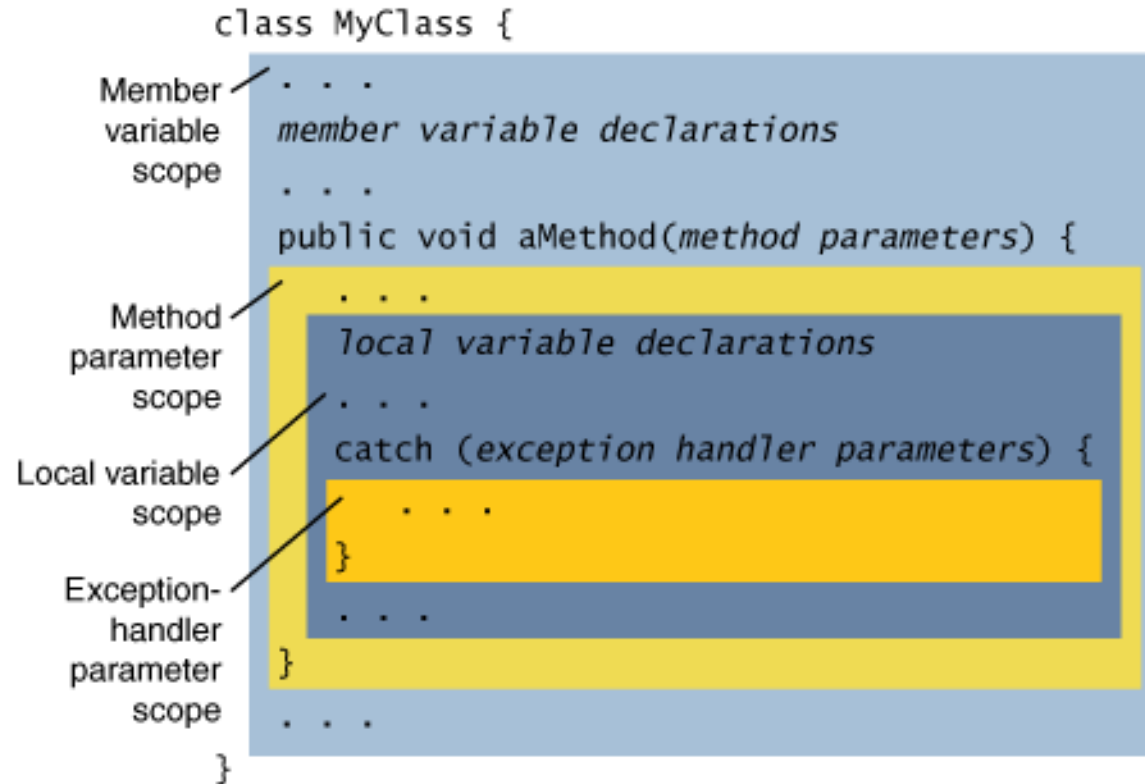 class MyClass {
Member
variable
scope
. . .
member variable declarations
. . .
public void aMethod(method parameters) {
Method
parameter
scope
. . .
local variable declarations
. . .
catch (exception handler parameters) {
Local variable
scope
. . .
}
Exception-
handler
parameter
scope
. . .
}
. . .
}